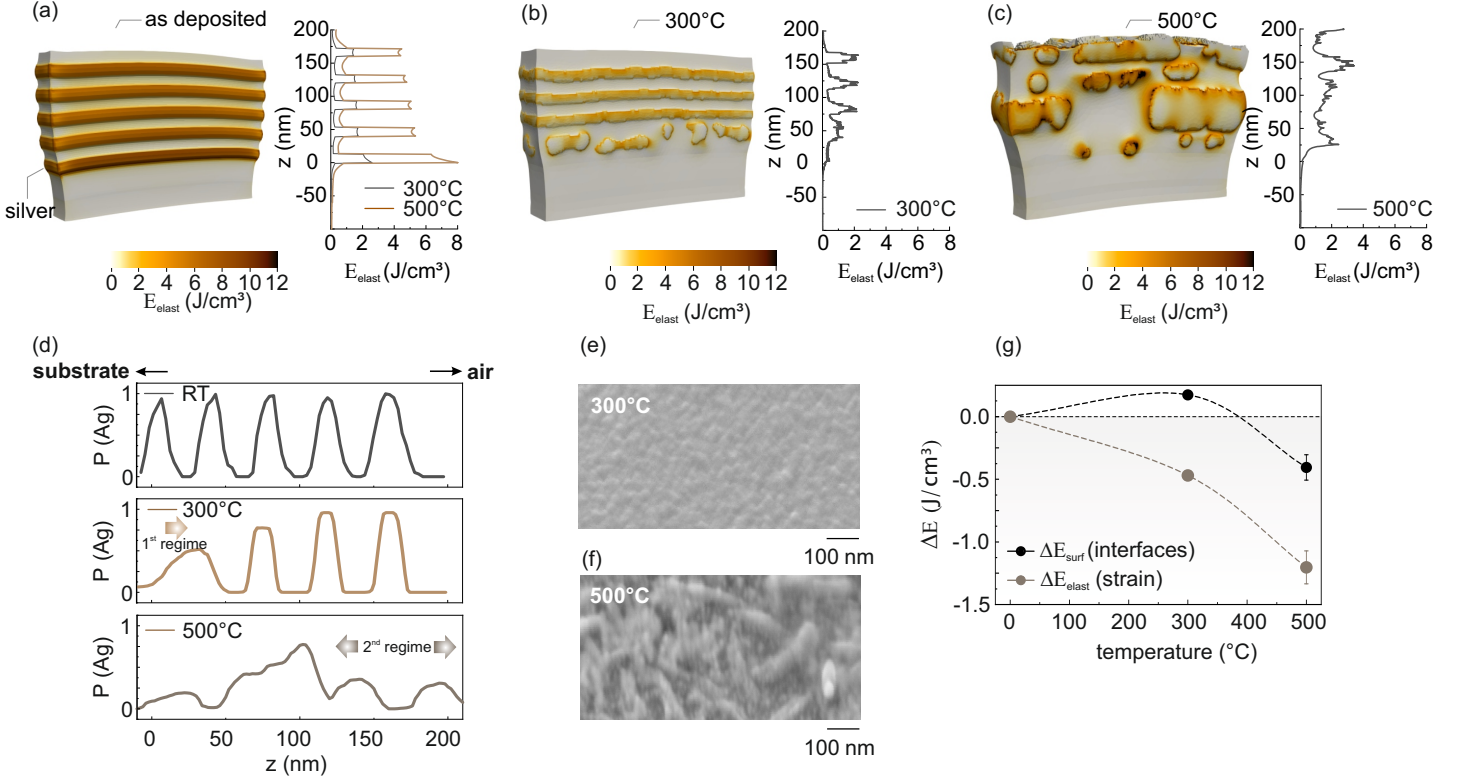 (a)
as deposited
silver
200
150
100
50
0
-50
z (nm)
300°C
500°C
0 2 4 6 8
E_elast (J/cm³)
0 2 4 6 8 10 12
E_elast (J/cm³)
(b)
300°C
200
150
100
50
0
-50
z (nm)
300°C
0 2 4 6 8
E_elast (J/cm³)
0 2 4 6 8 10 12
E_elast (J/cm³)
(c)
500°C
200
150
100
50
0
-50
z (nm)
500°C
0 2 4 6 8
E_elast (J/cm³)
0 2 4 6 8 10 12
E_elast (J/cm³)
(d)
substrate
air
1
0
P (Ag)
RT
1
0
P (Ag)
300°C
1st regime
1
0
P (Ag)
500°C
2nd regime
0 50 100 150 200
z (nm)
(e)
300°C
100 nm
(f)
500°C
100 nm
(g)
0.0
-0.5
-1.0
-1.5
ΔE (J/cm³)
ΔE_surf (interfaces)
ΔE_elast (strain)
0 100 200 300 400 500
temperature (°C)